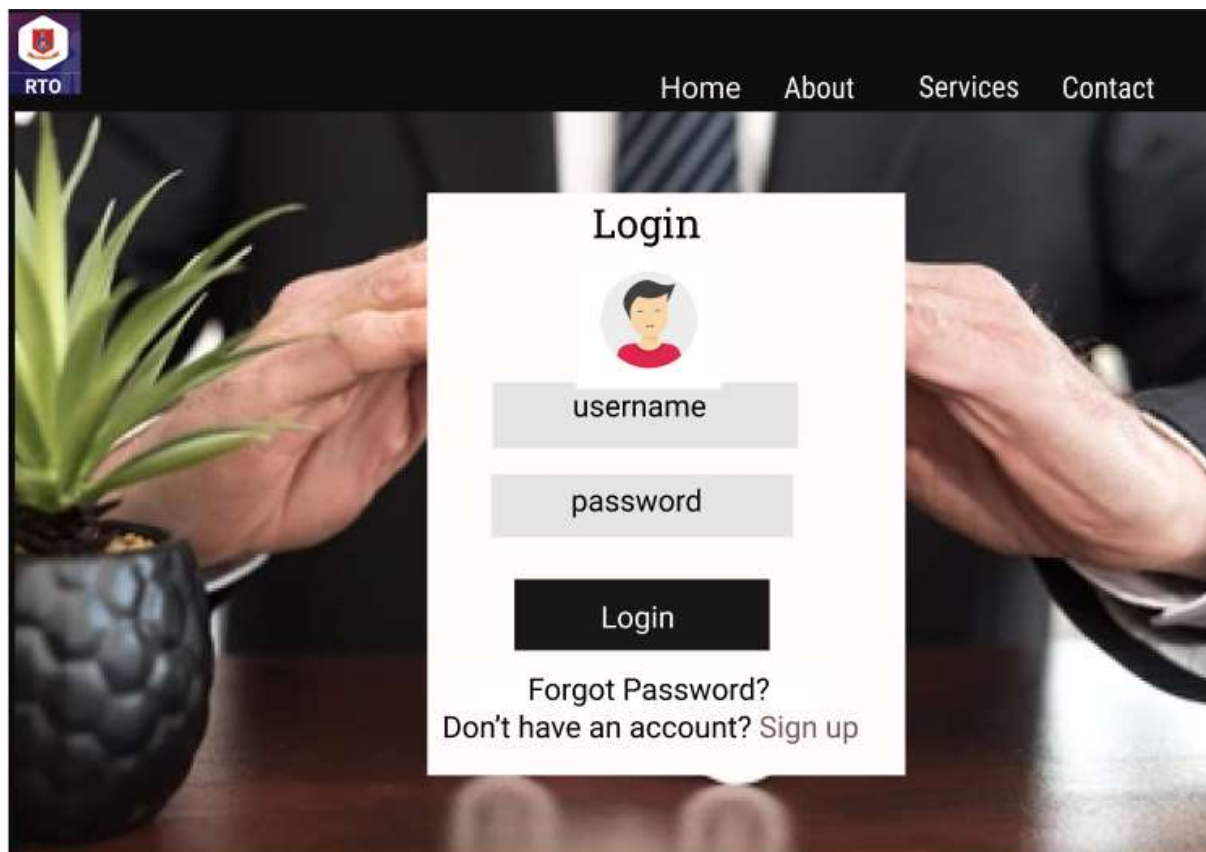 RTO
Home About Services Contact
Login
username
password
Login
Forgot Password?
Don't have an account? Sign up